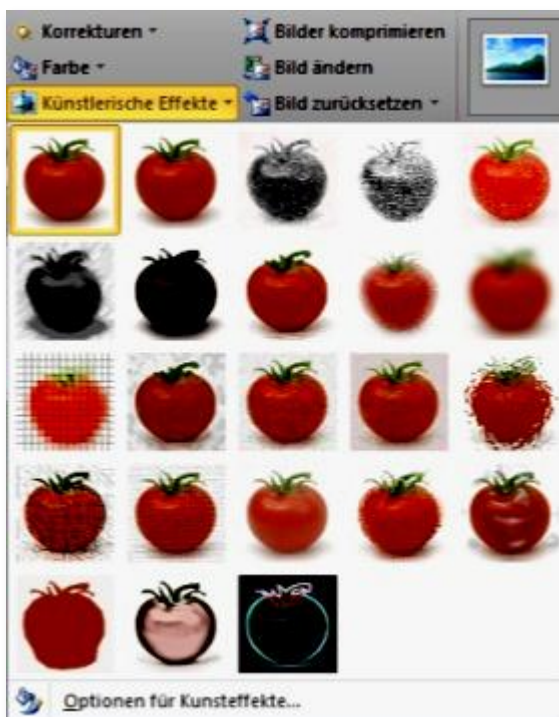 Korrekturen
Bilder komprimieren
Farbe
Bild ändern
Künstlerische Effekte
Bild zurücksetzen
Optionen für Kunsteffekte...